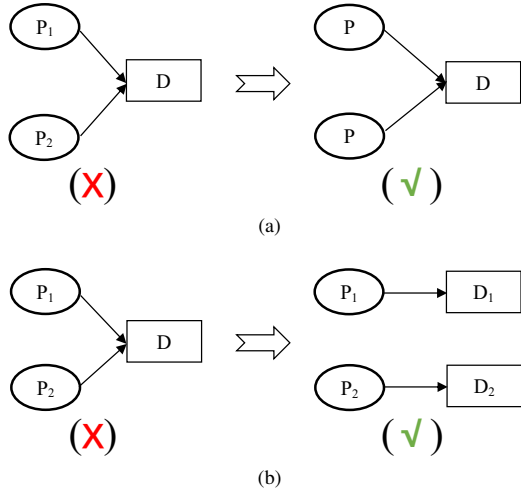 P₁ P
D D
P₂ P
(X) (√)
(a)
P₁ P₁ D₁
D
P₂ P₂ D₂
(X) (√)
(b)